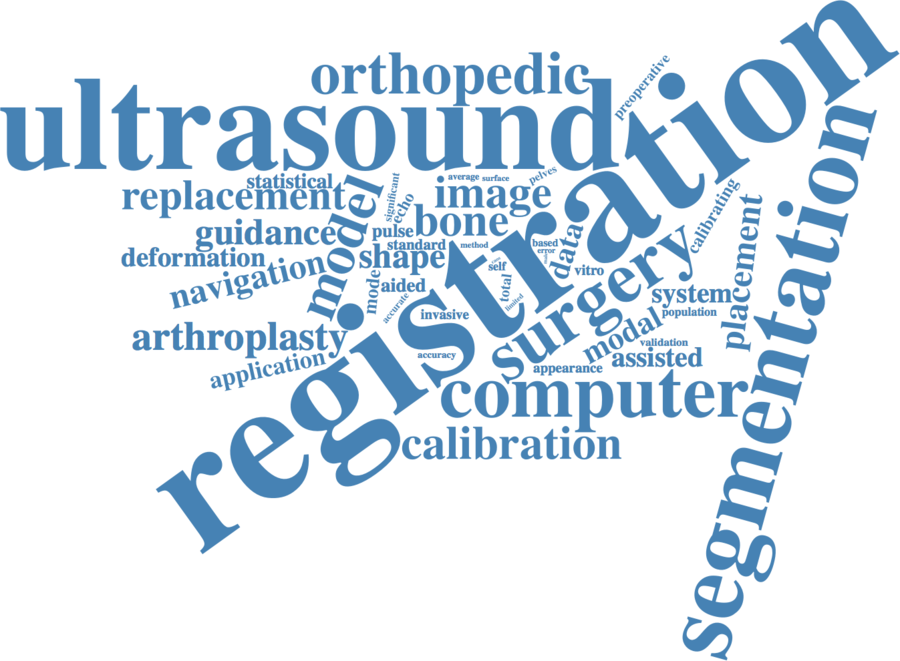 orthopedic
preoperative
ultrasound
registration
segmentation
statistical
replacement
model
significant
echo
average
surface
pelves
image
calibrating
guidance
pulse
bone
standard
method
based
error
data
surgery
placement
deformation
navigation
mode
shape
aided
self
total
limited
vitro
system
population
accurate
invasive
modal
arthroplasty
application
accuracy
validation
appearance
assisted
computer
calibration